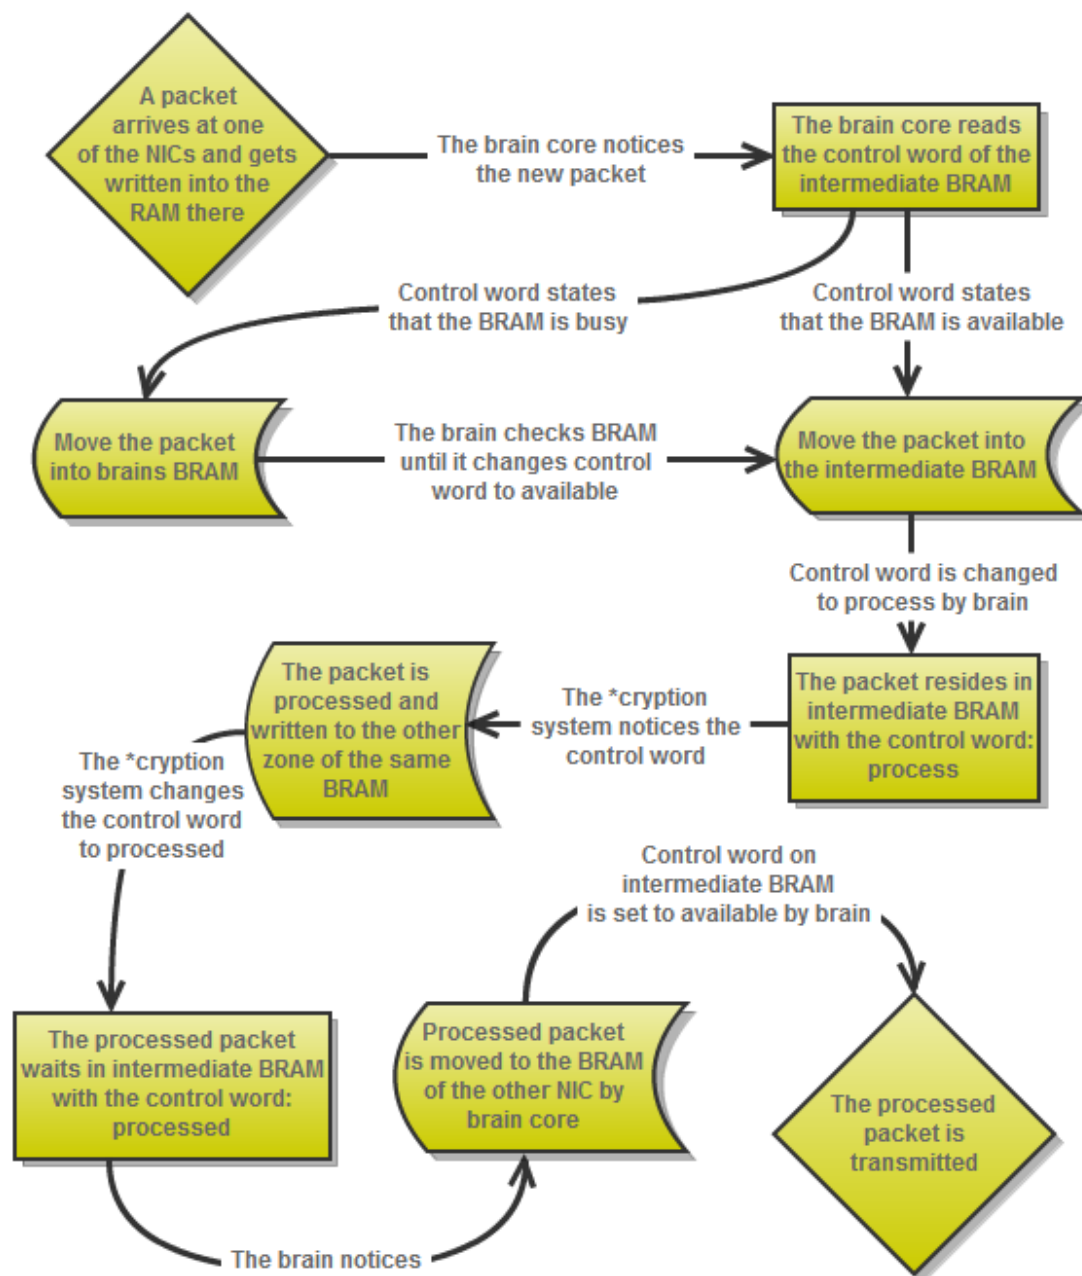 A packet
arrives at one
of the NICs and gets
written into the
RAM there
The brain core notices
the new packet
The brain core reads
the control word of the
intermediate BRAM
Control word states
that the BRAM is busy
Control word states
that the BRAM is available
Move the packet
into brains BRAM
The brain checks BRAM
until it changes control
word to available
Move the packet into
the intermediate BRAM
Control word is changed
to process by brain
The packet resides in
intermediate BRAM
with the control word:
process
The *cryption
system notices the
control word
The packet is
processed and
written to the other
zone of the same
BRAM
The *cryption
system changes
the control word
to processed
The processed packet
waits in intermediate BRAM
with the control word:
processed
The brain notices
Processed packet
is moved to the BRAM
of the other NIC by
brain core
Control word on
intermediate BRAM
is set to available by brain
The processed
packet is
transmitted